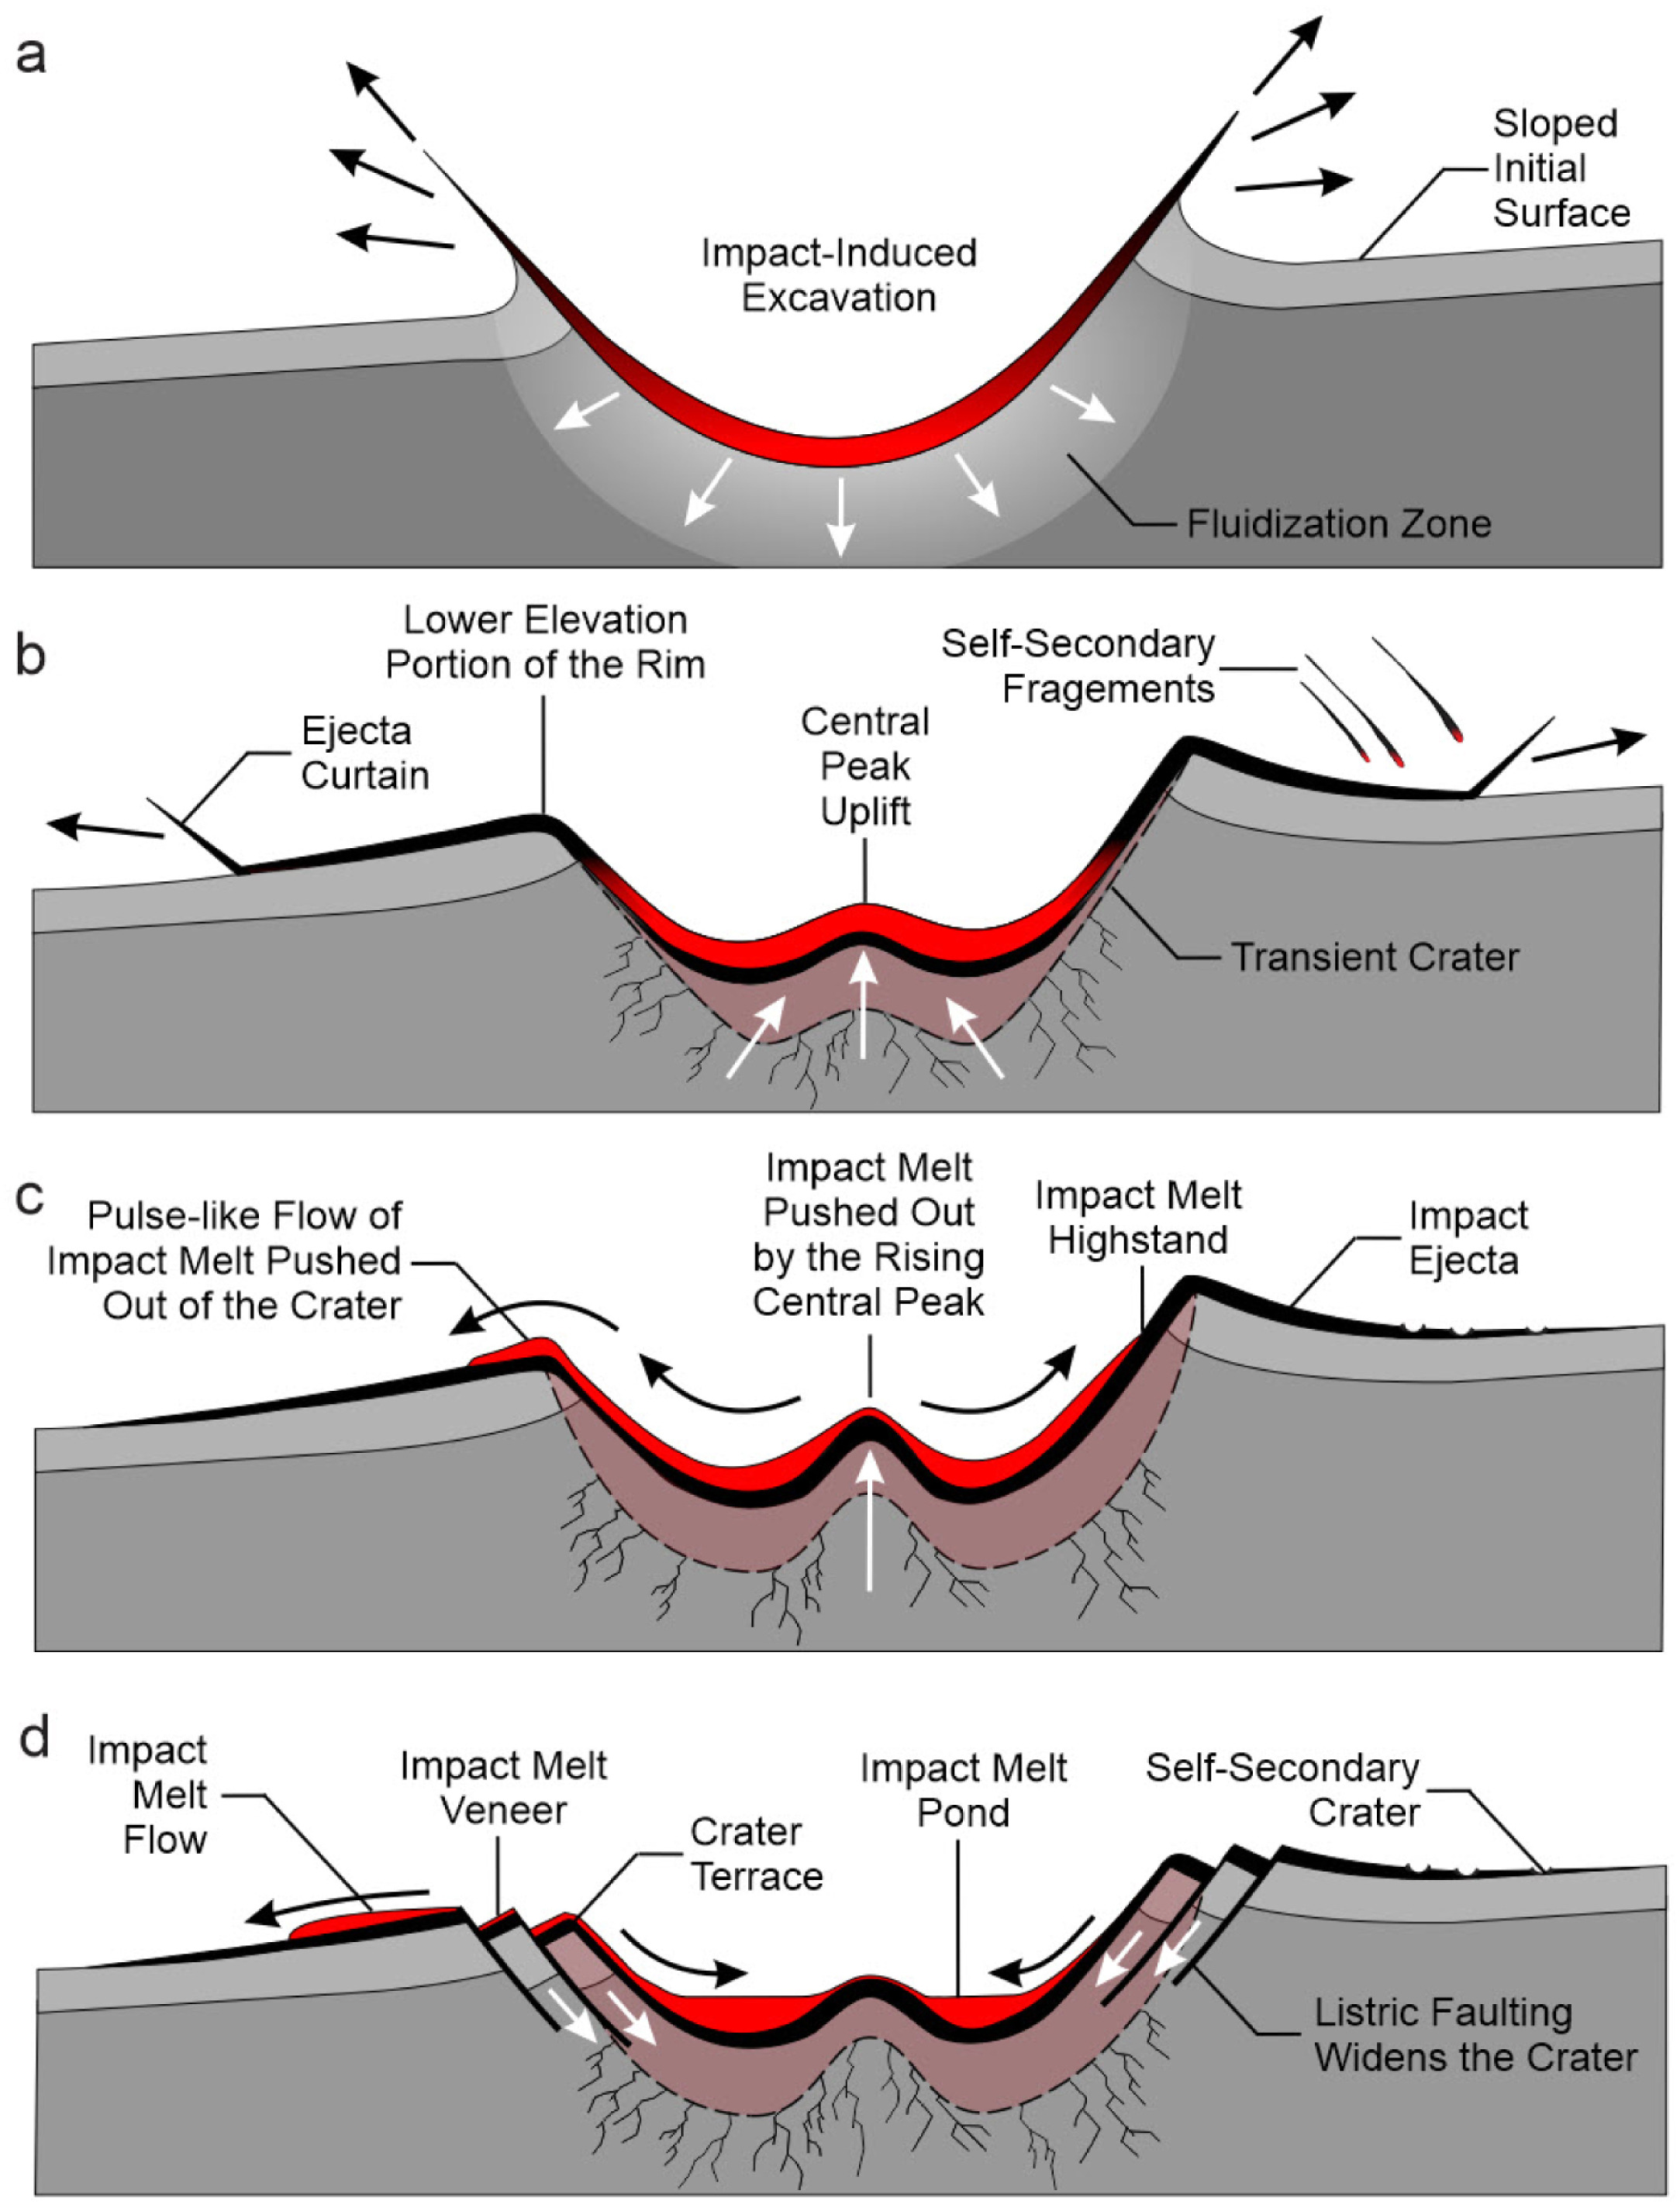 a
Sloped
Initial
Surface
Impact-Induced
Excavation
Fluidization Zone
b
Lower Elevation
Portion of the Rim
Self-Secondary
Fragements
Ejecta
Curtain
Central
Peak
Uplift
Transient Crater
c
Pulse-like Flow of
Impact Melt Pushed
Out of the Crater
Impact Melt
Pushed Out
by the Rising
Central Peak
Impact Melt
Highstand
Impact
Ejecta
d
Impact
Melt
Flow
Impact Melt
Veneer
Crater
Terrace
Impact Melt
Pond
Self-Secondary
Crater
Listric Faulting
Widens the Crater